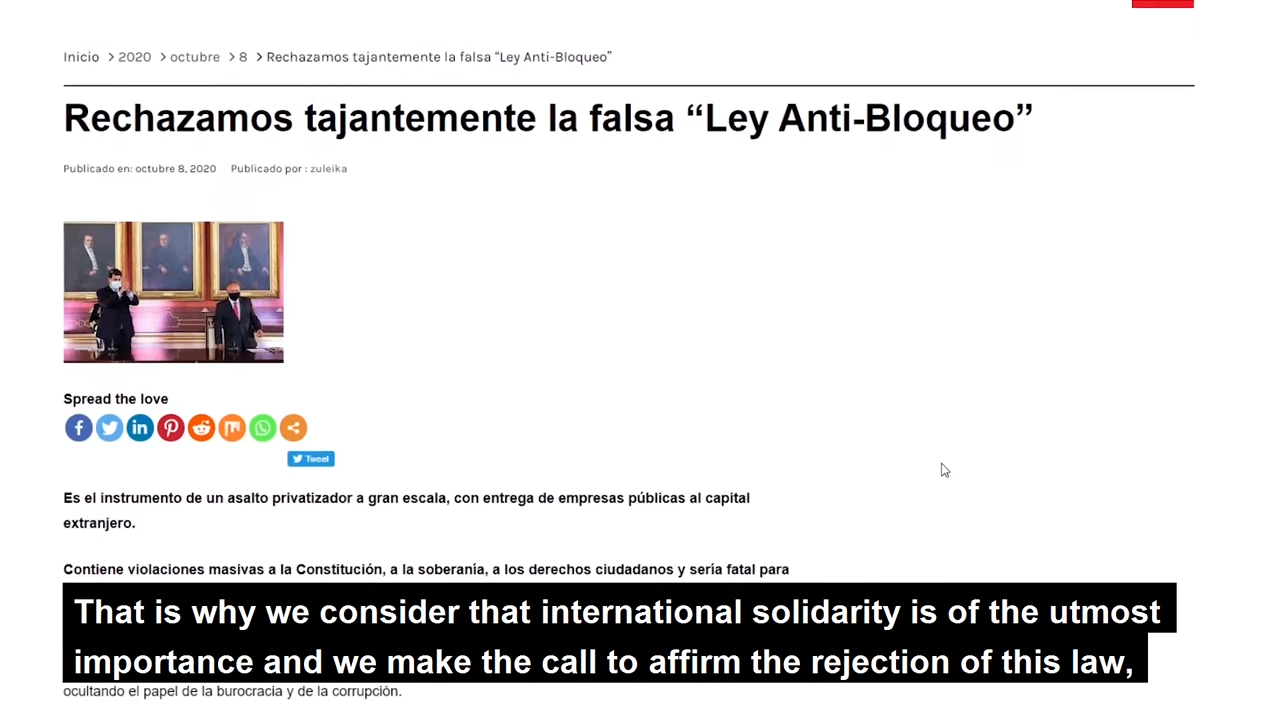 Inicio > 2020 > octubre > 8 > Rechazamos tajantemente la falsa “Ley Anti-Bloqueo”
Rechazamos tajantemente la falsa “Ley Anti-Bloqueo”
Publicado en: octubre 8, 2020 Publicado por : zuleika
Spread the love
Tweet
Es el instrumento de un asalto privatizador a gran escala, con entrega de empresas públicas al capital
extranjero.
Contiene violaciones masivas a la Constitución, a la soberanía, a los derechos ciudadanos y sería fatal para
That is why we consider that international solidarity is of the utmost
importance and we make the call to affirm the rejection of this law,
ocultando el papel de la burocracia y de la corrupción.